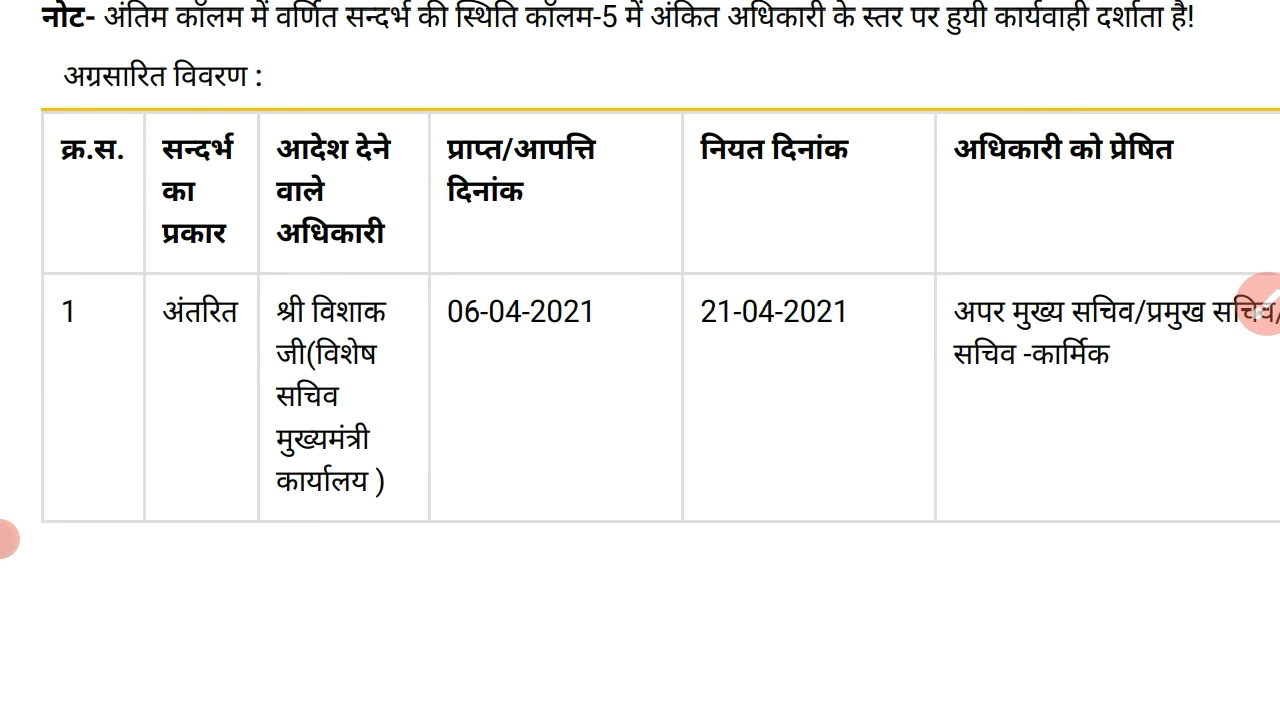 नोट- अंतिम कॉलम में वर्णित सन्दर्भ की स्थिति कॉलम-5 में अंकित अधिकारी के स्तर पर हुयी कार्यवाही दर्शाता है!
अग्रसारित विवरण :
क्र.स. सन्दर्भ का प्रकार आदेश देने वाले अधिकारी प्राप्त/आपत्ति दिनांक नियत दिनांक अधिकारी को प्रेषित
1 अंतरित श्री विशाक जी(विशेष सचिव मुख्यमंत्री कार्यालय ) 06-04-2021 21-04-2021 अपर मुख्य सचिव/प्रमुख सचिव/ सचिव -कार्मिक